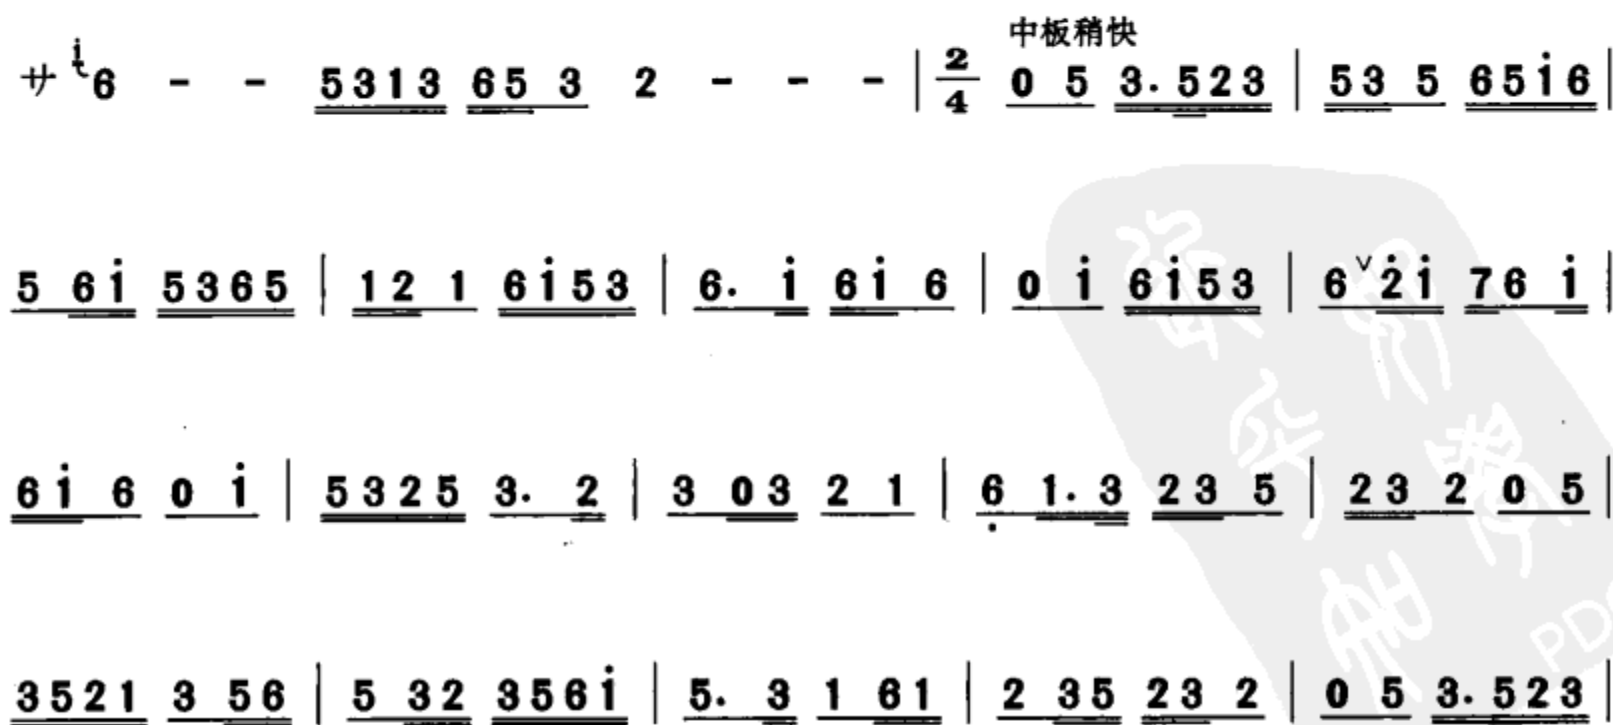 中板稍快
サ i 6 - - 5313 65 3 2 - - - | 2/4 0 5 3.523 | 53 5 65i6 |
5 6i 5365 | 12 1 6i53 | 6. i 6i 6 | 0 i 6i53 | 6 ˅ 2̇i 76 i |
6i 6 0 i | 5325 3. 2 | 3 03 2 1 | 6̣ 1.3 23 5 | 23 2 0 5 |
3521 3 56 | 5 32 356i | 5. 3 1 61 | 2 35 23 2 | 0 5 3.523 |
PD